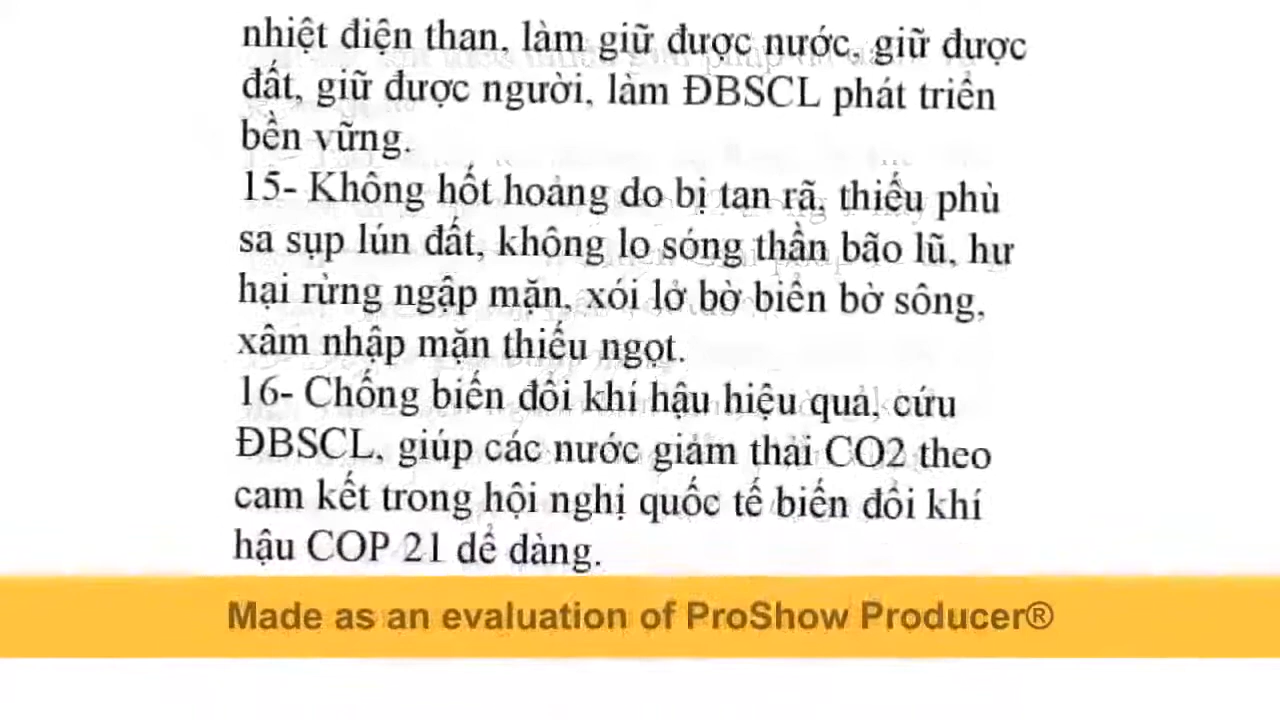 nhiệt điện than, làm giữ được nước, giữ được
đất, giữ được người, làm ĐBSCL phát triển
bền vững.
15- Không hốt hoảng do bị tan rã, thiếu phù
sa sụp lún đất, không lo sóng thần bão lũ, hư
hại rừng ngập mặn, xói lở bờ biển bờ sông,
xâm nhập mặn thiếu ngọt.
16- Chống biến đổi khí hậu hiệu quả, cứu
ĐBSCL, giúp các nước giảm thải CO2 theo
cam kết trong hội nghị quốc tế biến đổi khí
hậu COP 21 dể dàng.
Made as an evaluation of ProShow Producer®